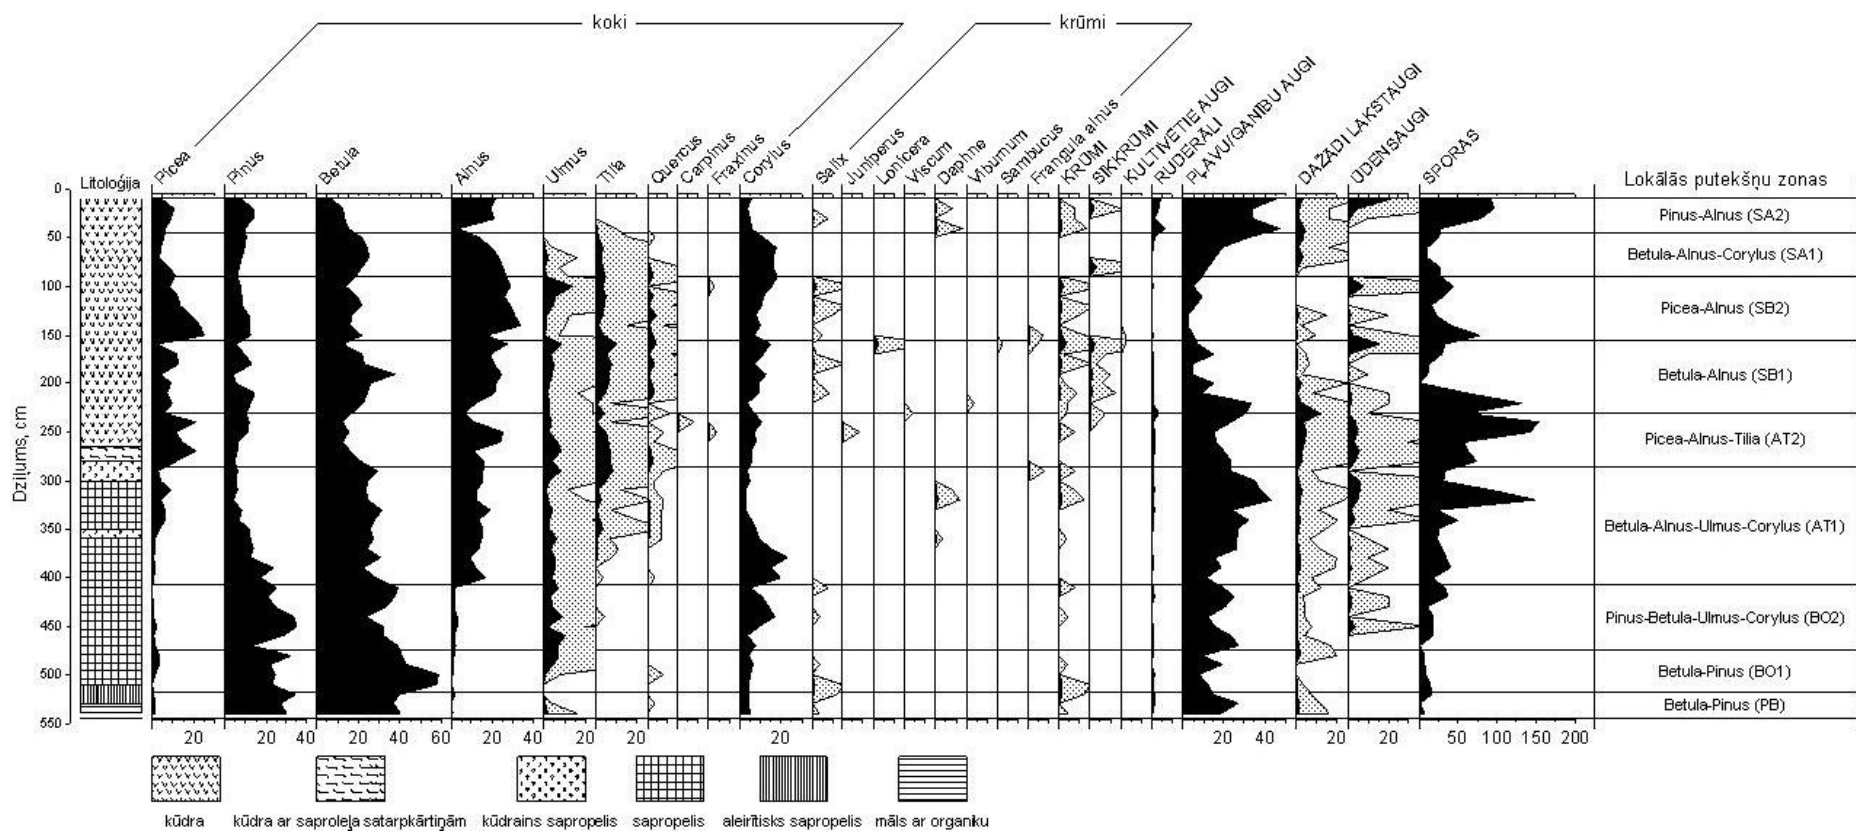 koki
krūmi
Litoloģija
Picea
Pinus
Betula
Alnus
Ulmus
Tilia
Quercus
Carpinus
Fraxinus
Corylus
Salix
Juniperus
Lonicera
Viscum
Daphne
Viburnum
Sambucus
Frangula alnus
KRŪMI
SĪKKRŪMI
KULTIVĒTIE AUGI
RUDERĀLI
PĻAVU/GANĪBU AUGI
DAŽĀDI LAKSTAUGI
ŪDENSAUGI
SPORAS
Lokālās putekšņu zonas
Dziļums, cm
0
50
100
150
200
250
300
350
400
450
500
550
Pinus-Alnus (SA2)
Betula-Alnus-Corylus (SA1)
Picea-Alnus (SB2)
Betula-Alnus (SB1)
Picea-Alnus-Tilia (AT2)
Betula-Alnus-Ulmus-Corylus (AT1)
Pinus-Betula-Ulmus-Corylus (BO2)
Betula-Pinus (BO1)
Betula-Pinus (PB)
20 20 40 20 40 60 20 40 20 20 20 40 20 20 50 100 150 200
kūdra
kūdra ar saproleļa satarpkārtiņām
kūdrains sapropelis
sapropelis
aleirītisks sapropelis
māls ar organiku